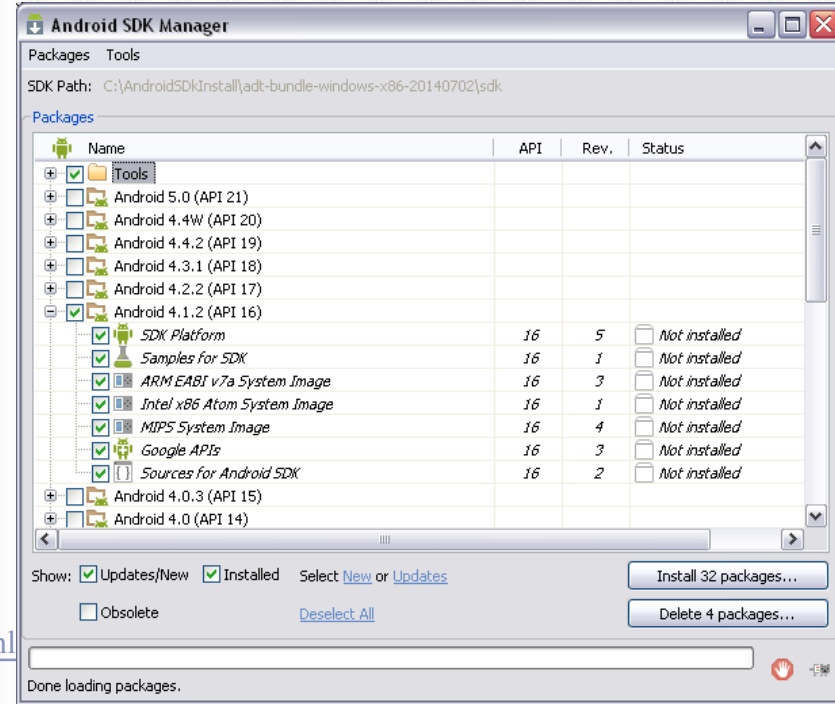 Android SDK Manager
Packages Tools
SDK Path: C:\AndroidSDkInstall\adt-bundle-windows-x86-20140702\sdk
Packages
Name API Rev. Status
Tools
Android 5.0 (API 21)
Android 4.4W (API 20)
Android 4.4.2 (API 19)
Android 4.3.1 (API 18)
Android 4.2.2 (API 17)
Android 4.1.2 (API 16)
SDK Platform 16 5 Not installed
Samples for SDK 16 1 Not installed
ARM EABI v7a System Image 16 3 Not installed
Intel x86 Atom System Image 16 1 Not installed
MIPS System Image 16 4 Not installed
Google APIs 16 3 Not installed
Sources for Android SDK 16 2 Not installed
Android 4.0.3 (API 15)
Android 4.0 (API 14)
Show: Updates/New Installed Select New or Updates Install 32 packages...
Obsolete Deselect All Delete 4 packages...
Done loading packages.